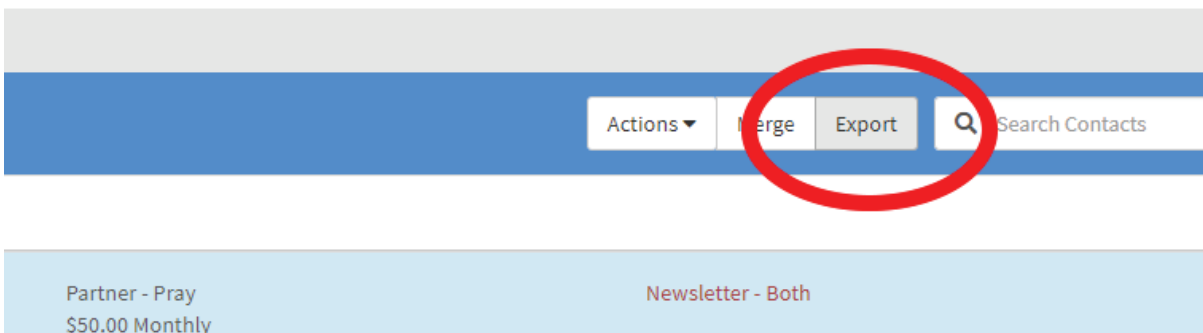 Actions Merge Export Search Contacts
Partner - Pray Newsletter - Both
$50.00 Monthly